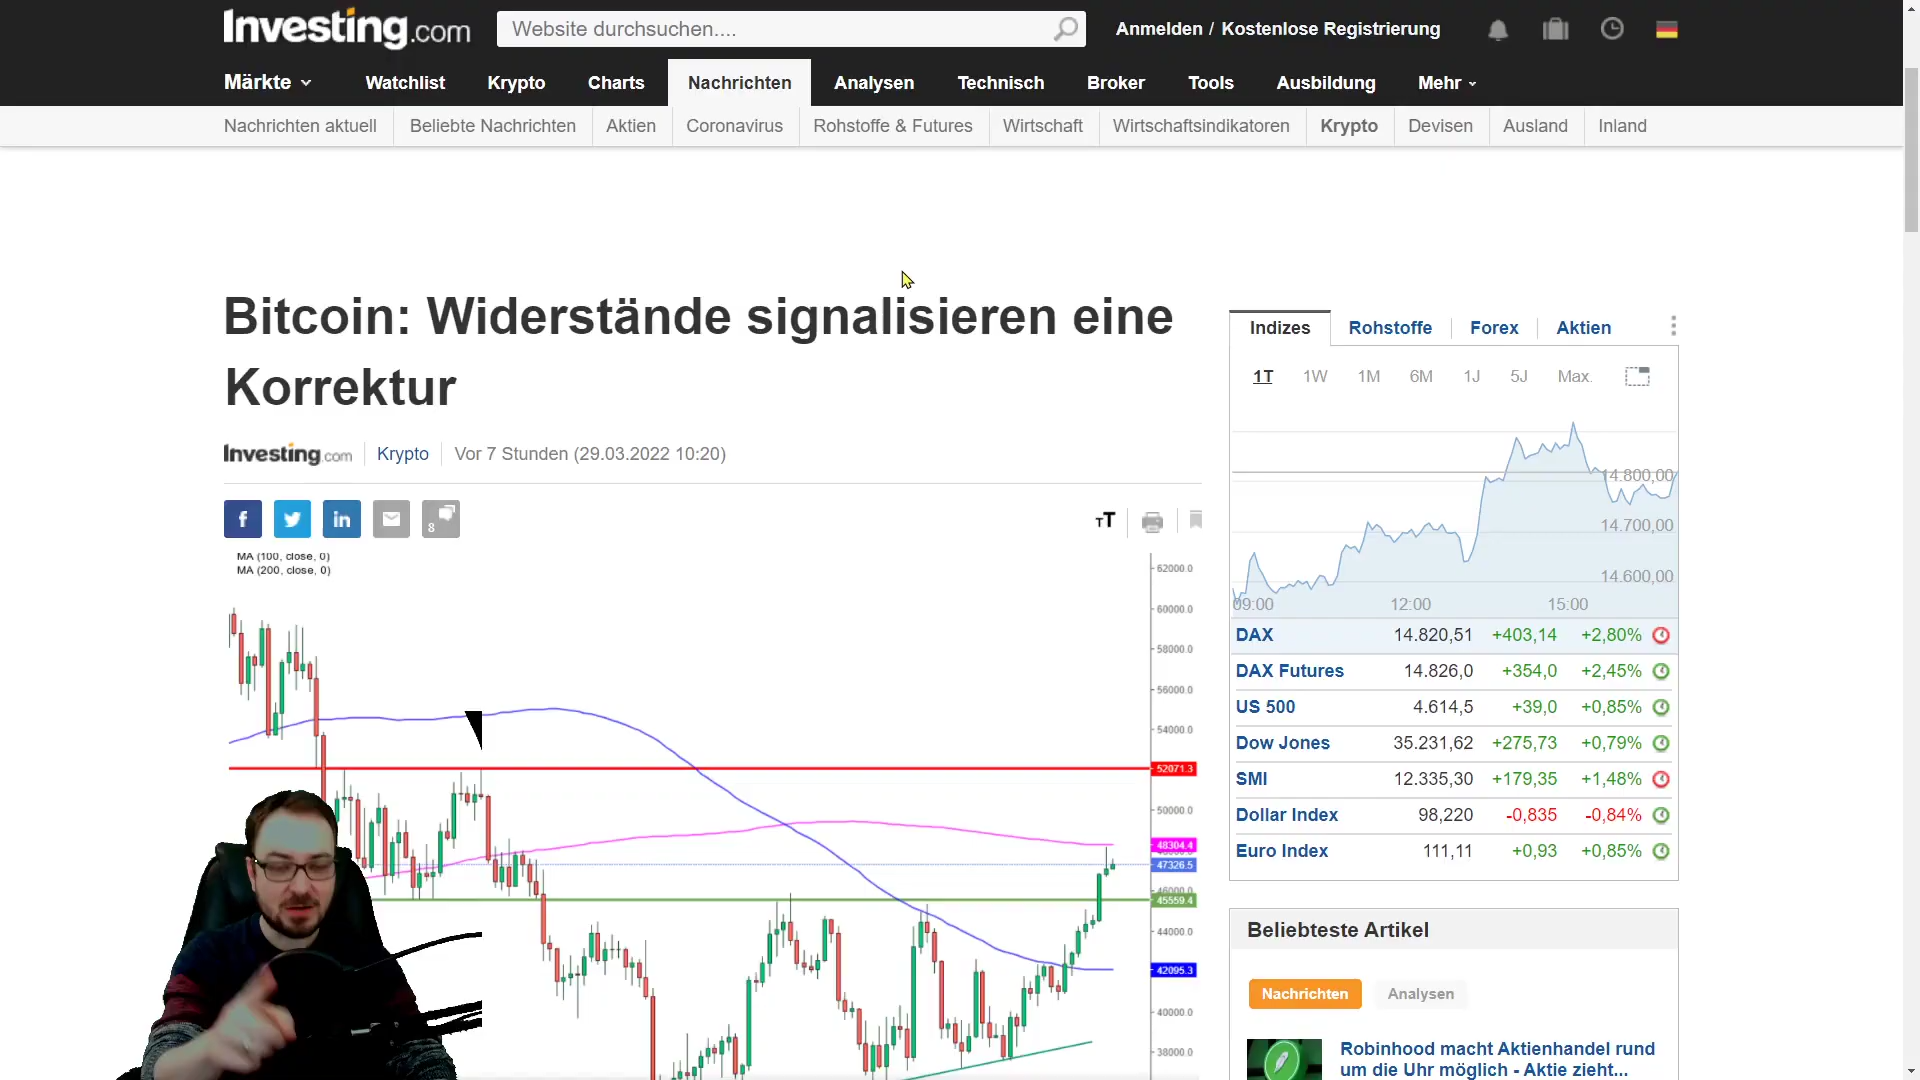 Investing.com
Website durchsuchen....
Anmelden / Kostenlose Registrierung
Märkte
Watchlist
Krypto
Charts
Nachrichten
Analysen
Technisch
Broker
Tools
Ausbildung
Mehr
Nachrichten aktuell
Beliebte Nachrichten
Aktien
Coronavirus
Rohstoffe & Futures
Wirtschaft
Wirtschaftsindikatoren
Krypto
Devisen
Ausland
Inland
Bitcoin: Widerstände signalisieren eine
Korrektur
Investing.com
Krypto
Vor 7 Stunden (29.03.2022 10:20)
f
in
8
TT
MA (100, close, 0)
MA (200, close, 0)
62000.0
60000.0
58000.0
56000.0
54000.0
52071.3
50000.0
48304.4
47326.5
46000.0
45559.4
44000.0
42095.3
40000.0
38000.0
Indizes
Rohstoffe
Forex
Aktien
1T
1W
1M
6M
1J
5J
Max.
14.800,00
14.700,00
14.600,00
09:00
12:00
15:00
DAX 14.820,51 +403,14 +2,80%
DAX Futures 14.826,0 +354,0 +2,45%
US 500 4.614,5 +39,0 +0,85%
Dow Jones 35.231,62 +275,73 +0,79%
SMI 12.335,30 +179,35 +1,48%
Dollar Index 98,220 -0,835 -0,84%
Euro Index 111,11 +0,93 +0,85%
Beliebteste Artikel
Nachrichten
Analysen
Robinhood macht Aktienhandel rund
um die Uhr möglich - Aktie zieht...